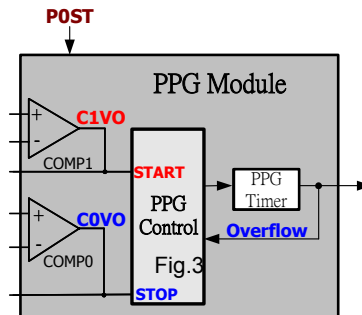 P0ST
PPG Module
+
C1VO
-
COMP1
START
PPG
Timer
+
C0VO
PPG
Control
Overflow
-
Fig.3
COMP0
STOP